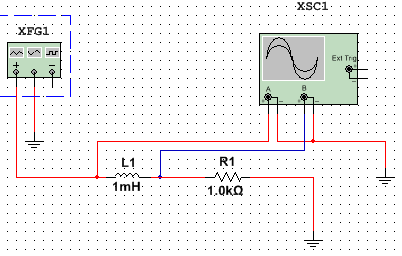 XSC1
XFG1
Ext Trig
A
B
L1
1mH
R1
1.0kΩ